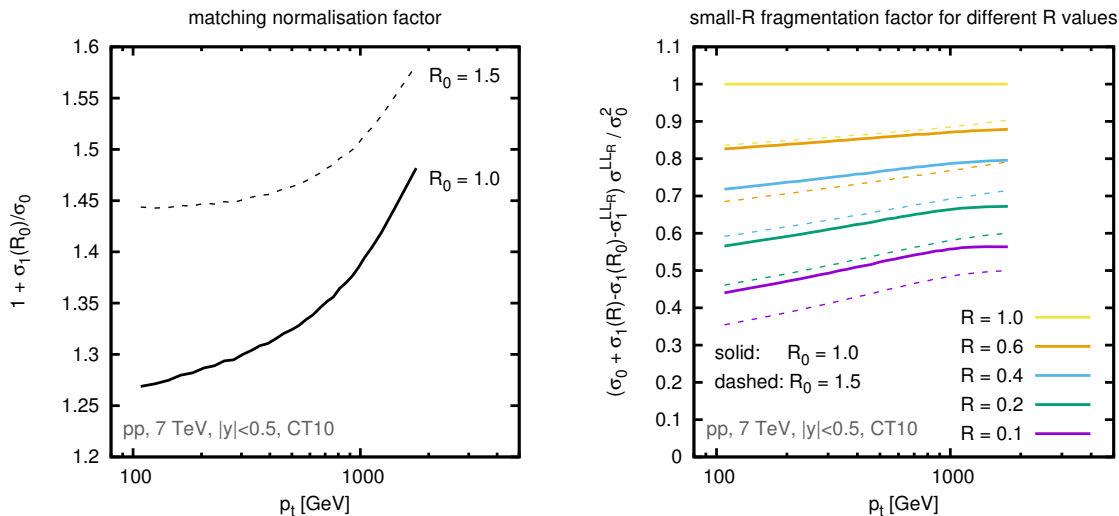 matching normalisation factor
1 + σ₁(R₀)/σ₀
1.6
1.55
1.5
1.45
1.4
1.35
1.3
1.25
1.2
R₀ = 1.5
R₀ = 1.0
pp, 7 TeV, |y|<0.5, CT10
100
1000
pₜ [GeV]
small-R fragmentation factor for different R values
(σ₀ + σ₁(R)-σ₁(R₀)-σ₁^LL_R) σ^LL_R / σ₀²
1
0.9
0.8
0.7
0.6
0.5
0.4
0.3
0.2
0.1
0
R = 1.0
R = 0.6
R = 0.4
R = 0.2
R = 0.1
solid: R₀ = 1.0
dashed: R₀ = 1.5
pp, 7 TeV, |y|<0.5, CT10
100
1000
pₜ [GeV]